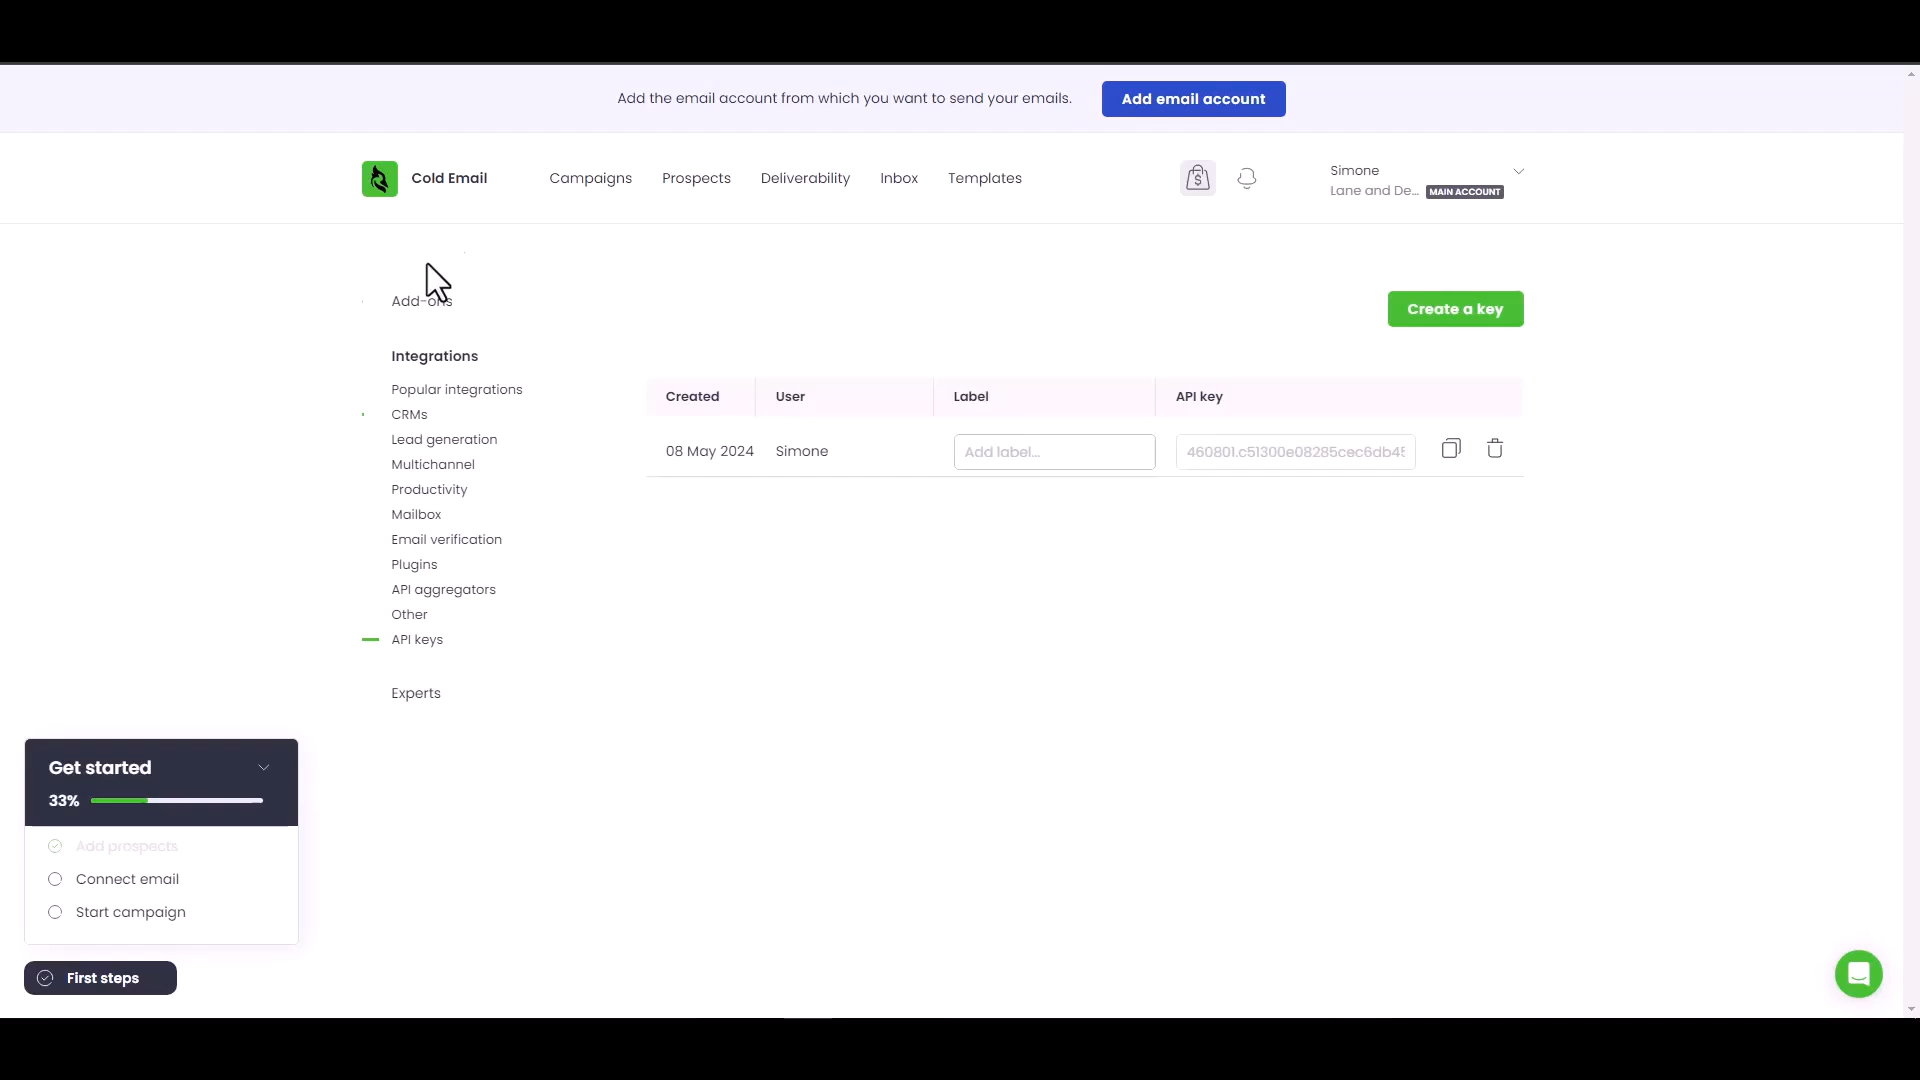 Add the email account from which you want to send your emails.
Add email account
Cold Email
Campaigns
Prospects
Deliverability
Inbox
Templates
Simone
Lane and De...
MAIN ACCOUNT
Add-ons
Create a key
Integrations
Popular integrations
CRMs
Lead generation
Multichannel
Productivity
Mailbox
Email verification
Plugins
API aggregators
Other
API keys
Experts
Created
User
Label
API key
08 May 2024
Simone
Add label...
460801.c51300e08285cec6db45
Get started
33%
Add prospects
Connect email
Start campaign
First steps